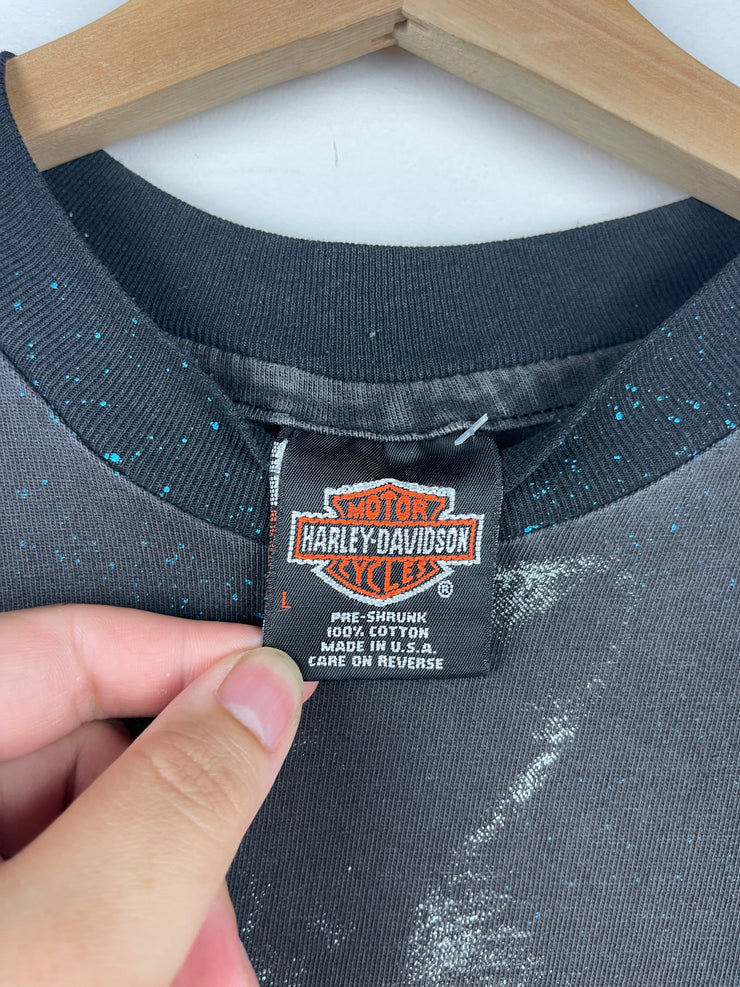 MOTOR
HARLEY-DAVIDSON
CYCLES
®
L
PRE-SHRUNK
100% COTTON
MADE IN U.S.A.
CARE ON REVERSE